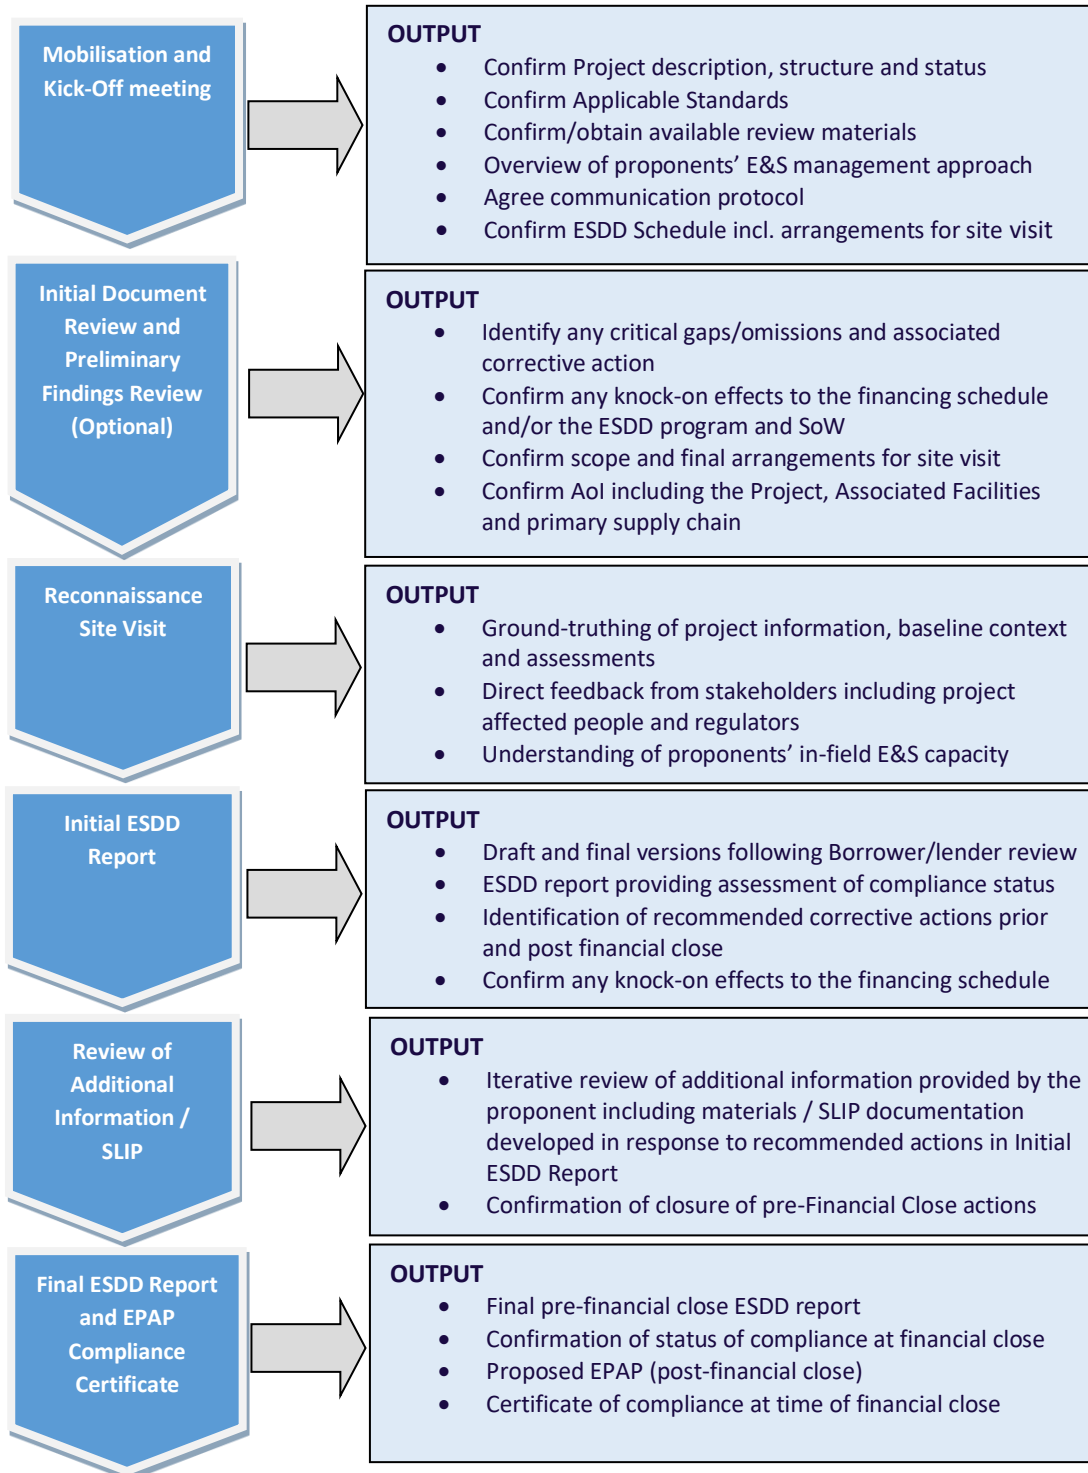 Mobilisation and
Kick-Off meeting
OUTPUT
• Confirm Project description, structure and status
• Confirm Applicable Standards
• Confirm/obtain available review materials
• Overview of proponents’ E&S management approach
• Agree communication protocol
• Confirm ESDD Schedule incl. arrangements for site visit
Initial Document
Review and
Preliminary
Findings Review
(Optional)
OUTPUT
• Identify any critical gaps/omissions and associated
corrective action
• Confirm any knock-on effects to the financing schedule
and/or the ESDD program and SoW
• Confirm scope and final arrangements for site visit
• Confirm AoI including the Project, Associated Facilities
and primary supply chain
Reconnaissance
Site Visit
OUTPUT
• Ground-truthing of project information, baseline context
and assessments
• Direct feedback from stakeholders including project
affected people and regulators
• Understanding of proponents’ in-field E&S capacity
Initial ESDD
Report
OUTPUT
• Draft and final versions following Borrower/lender review
• ESDD report providing assessment of compliance status
• Identification of recommended corrective actions prior
and post financial close
• Confirm any knock-on effects to the financing schedule
Review of
Additional
Information /
SLIP
OUTPUT
• Iterative review of additional information provided by the
proponent including materials / SLIP documentation
developed in response to recommended actions in Initial
ESDD Report
• Confirmation of closure of pre-Financial Close actions
Final ESDD Report
and EPAP
Compliance
Certificate
OUTPUT
• Final pre-financial close ESDD report
• Confirmation of status of compliance at financial close
• Proposed EPAP (post-financial close)
• Certificate of compliance at time of financial close